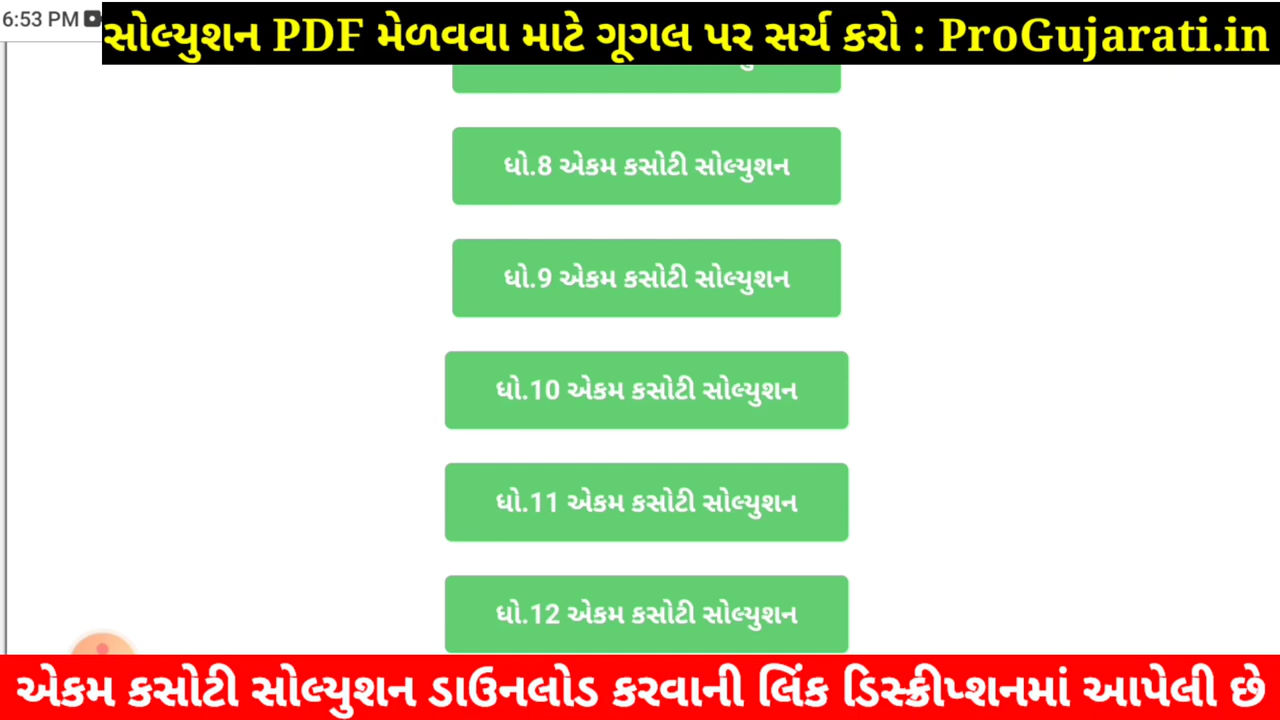 6:53 PM
સોલ્યુશન PDF મેળવવા માટે ગૂગલ પર સર્ચ કરો : ProGujarati.in
ધો.8 એકમ કસોટી સોલ્યુશન
ધો.9 એકમ કસોટી સોલ્યુશન
ધો.10 એકમ કસોટી સોલ્યુશન
ધો.11 એકમ કસોટી સોલ્યુશન
ધો.12 એકમ કસોટી સોલ્યુશન
એકમ કસોટી સોલ્યુશન ડાઉનલોડ કરવાની લિંક ડિસ્ક્રીપ્શનમાં આપેલી છે